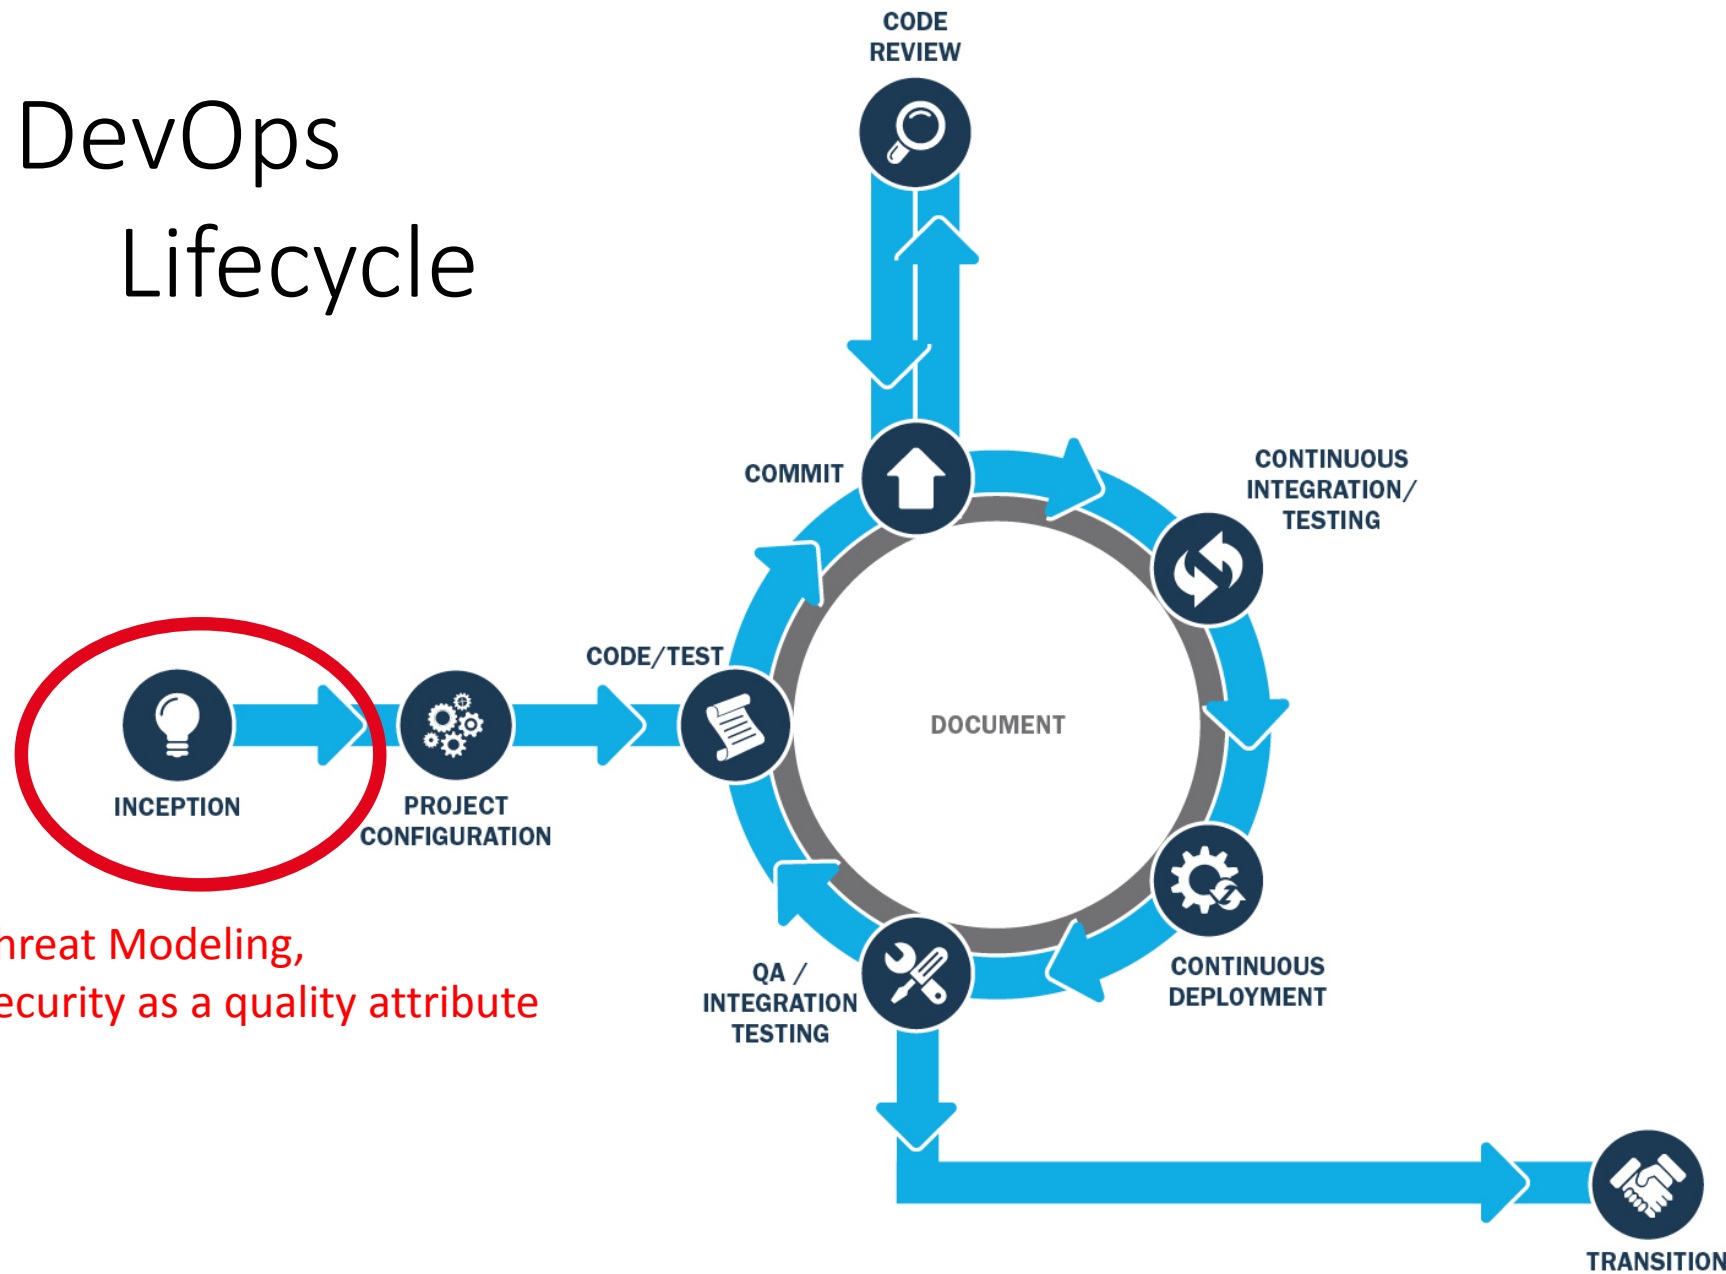 DevOps
Lifecycle
CODE
REVIEW
COMMIT
CONTINUOUS
INTEGRATION/
TESTING
CODE/TEST
DOCUMENT
INCEPTION
PROJECT
CONFIGURATION
hreat Modeling,
ecurity as a quality attribute
QA /
INTEGRATION
TESTING
CONTINUOUS
DEPLOYMENT
TRANSITION